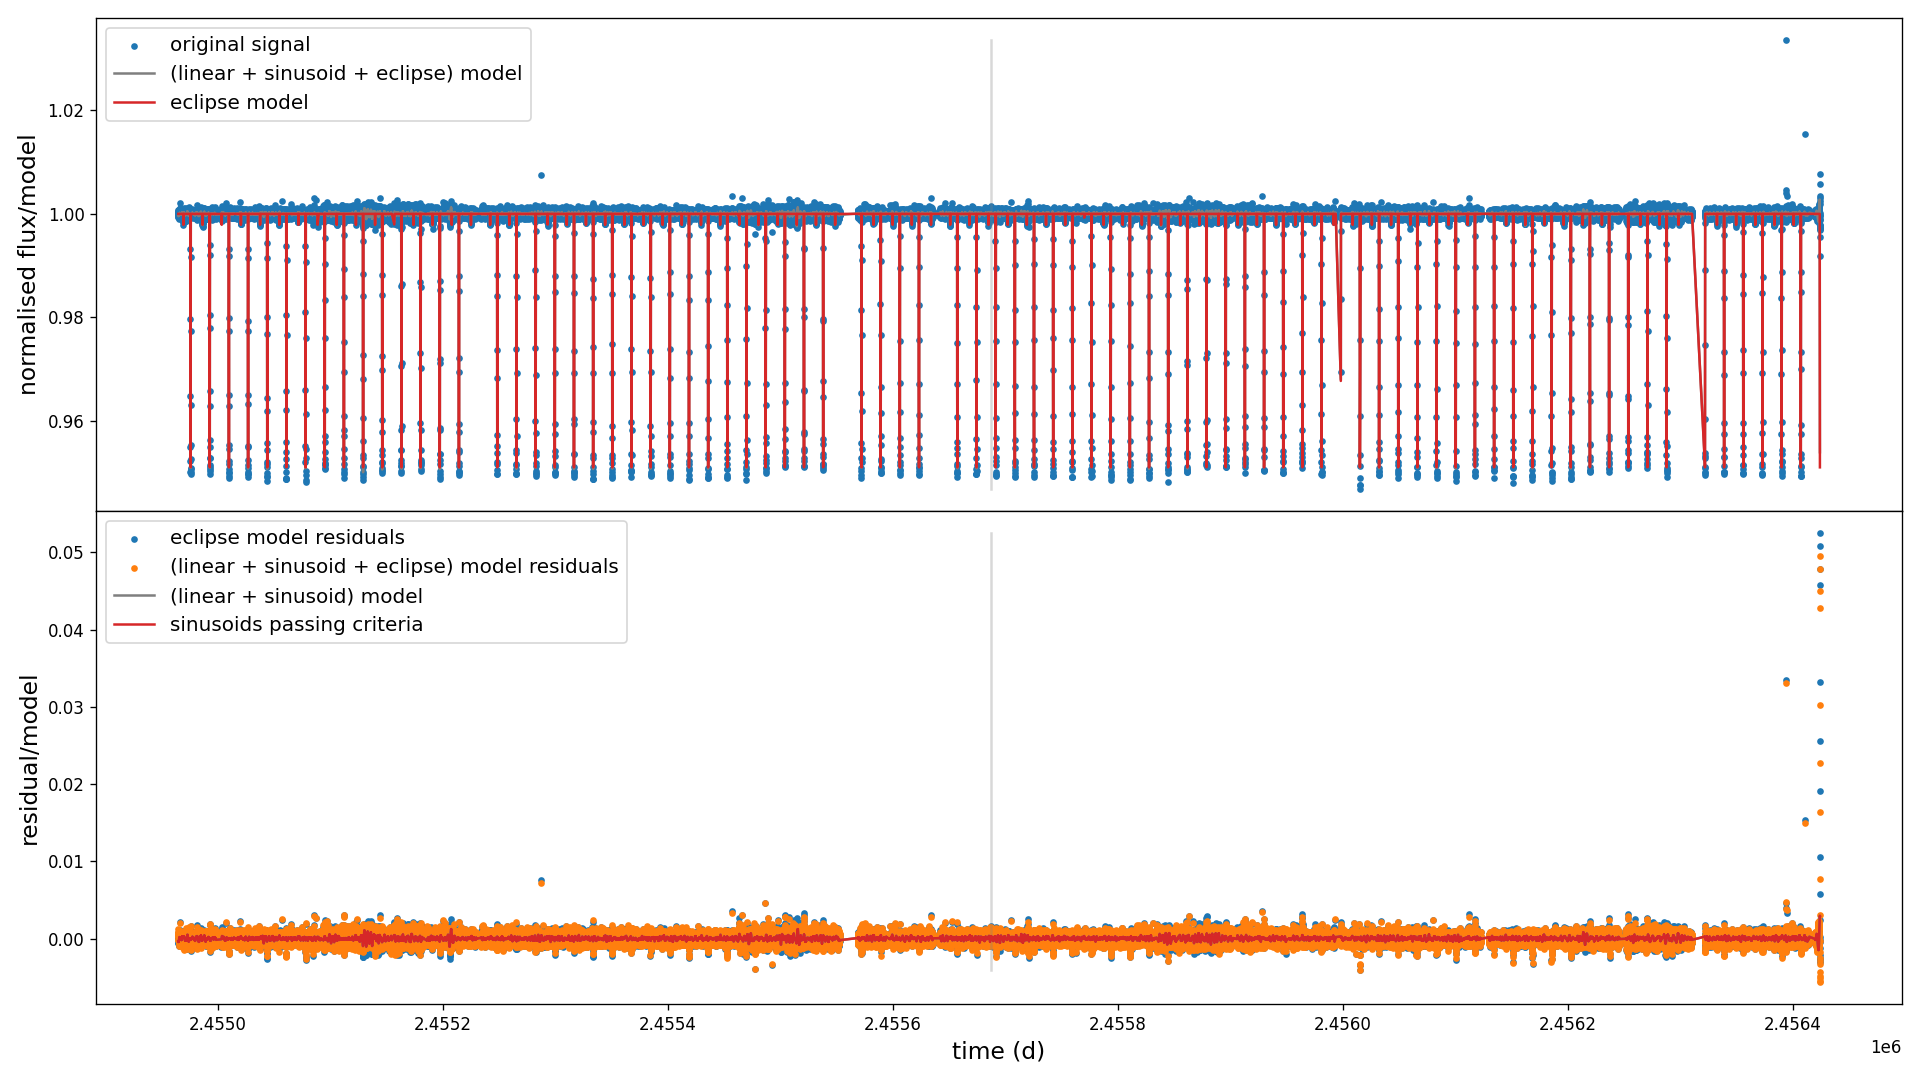 original signal
(linear + sinusoid + eclipse) model
eclipse model
normalised flux/model
1.02
1.00
0.98
0.96
eclipse model residuals
(linear + sinusoid + eclipse) model residuals
(linear + sinusoid) model
sinusoids passing criteria
residual/model
0.05
0.04
0.03
0.02
0.01
0.00
2.4550 2.4552 2.4554 2.4556 2.4558 2.4560 2.4562 2.4564
time (d)
1e6